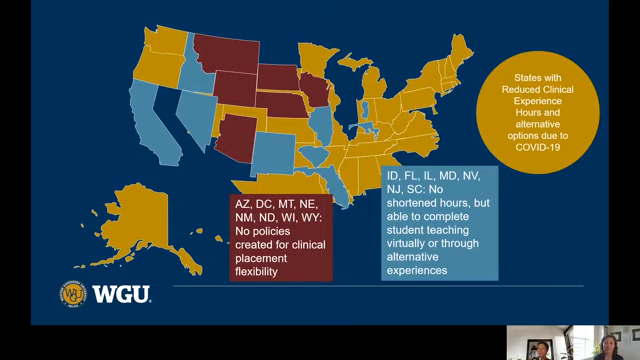 States with
Reduced Clinical
Experience
Hours and
alternative
options due to
COVID-19
AZ, DC, MT, NE,
NM, ND, WI, WY:
No policies
created for clinical
placement
flexibility
ID, FL, IL, MD, NV,
NJ, SC: No
shortened hours, but
able to complete
student teaching
virtually or through
alternative
experiences
WGU